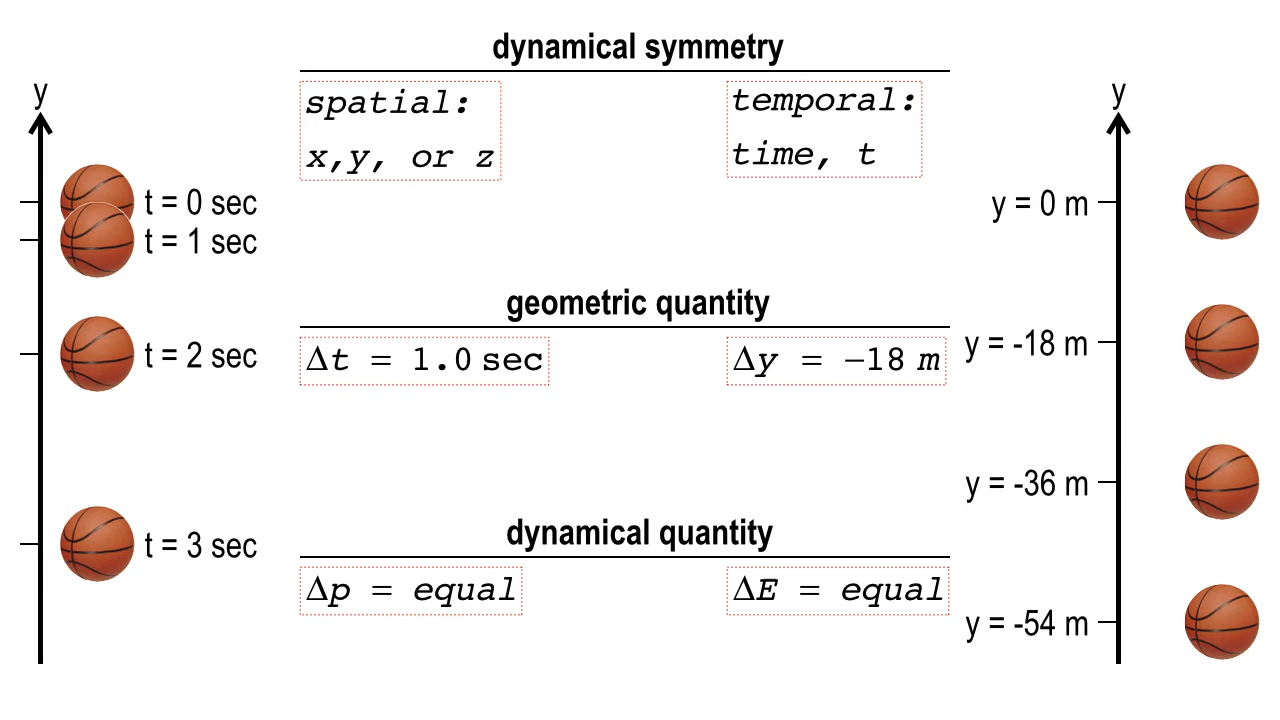 dynamical symmetry
y
spatial:
x,y, or z
temporal:
time, t
y
t = 0 sec
t = 1 sec
t = 2 sec
t = 3 sec
geometric quantity
Δt = 1.0 sec
Δy = −18 m
dynamical quantity
Δp = equal
ΔE = equal
y = 0 m
y = -18 m
y = -36 m
y = -54 m